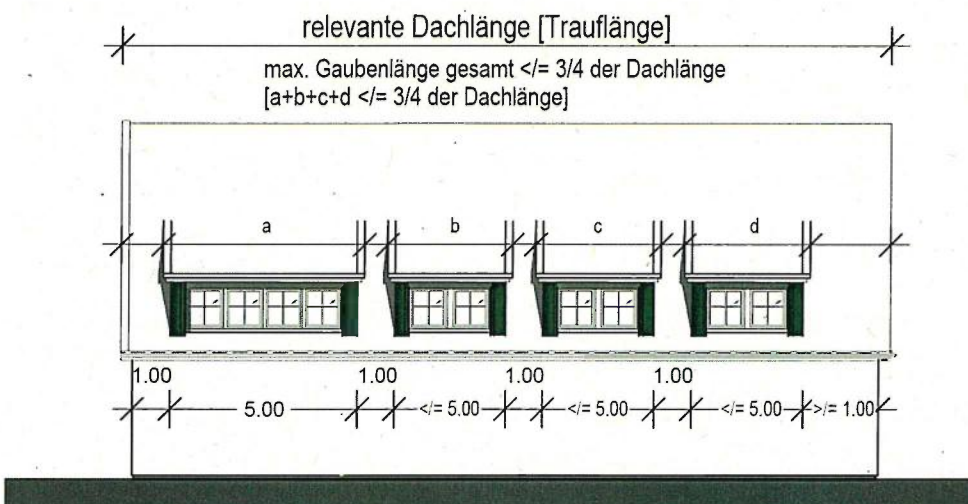 relevante Dachlänge [Trauflänge]
max. Gaubenlänge gesamt </= 3/4 der Dachlänge
[a+b+c+d </= 3/4 der Dachlänge]
a b c d
1.00 1.00 1.00 1.00
5.00 </= 5.00 </= 5.00 </= 5.00 >/= 1.00